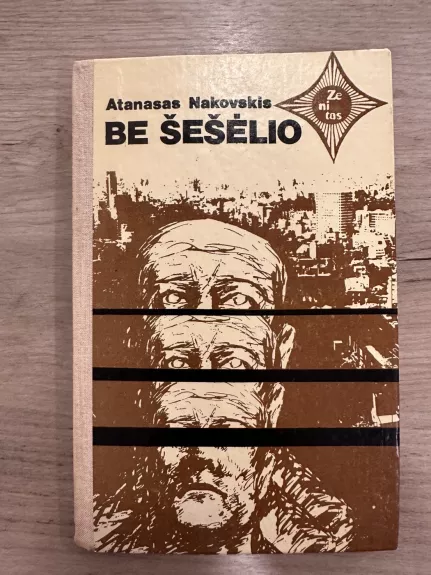 Atanasas Nakovskis
BE ŠEŠĖLIO
Ze
ni
tas